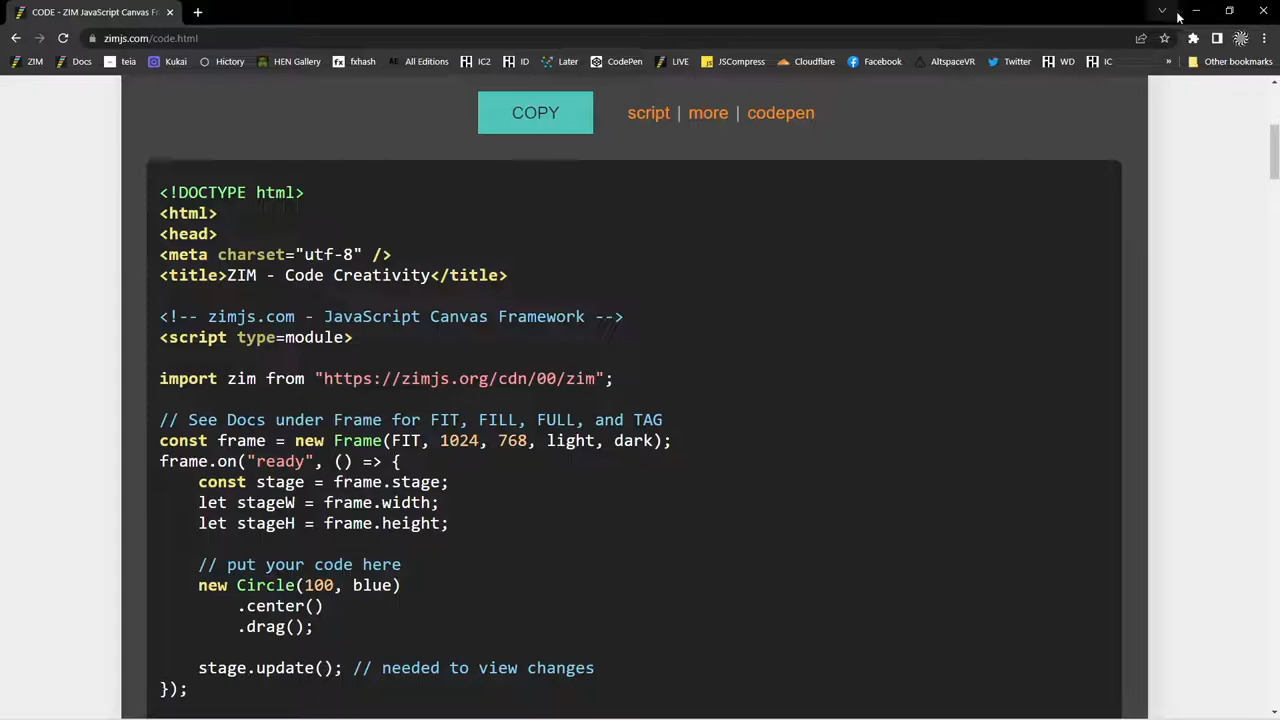 CODE - ZIM JavaScript Canvas Fr
zimjs.com/code.html
ZIM Docs teia Kukai History HEN Gallery fxhash All Editions IC2 ID Later CodePen LIVE JSCompress Cloudflare Facebook AltspaceVR Twitter WD IC » Other bookmarks
COPY script | more | codepen
<!DOCTYPE html>
<html>
<head>
<meta charset="utf-8" />
<title>ZIM - Code Creativity</title>
<!-- zimjs.com - JavaScript Canvas Framework -->
<script type=module>
import zim from "https://zimjs.org/cdn/00/zim";
// See Docs under Frame for FIT, FILL, FULL, and TAG
const frame = new Frame(FIT, 1024, 768, light, dark);
frame.on("ready", () => {
const stage = frame.stage;
let stageW = frame.width;
let stageH = frame.height;
// put your code here
new Circle(100, blue)
.center()
.drag();
stage.update(); // needed to view changes
});